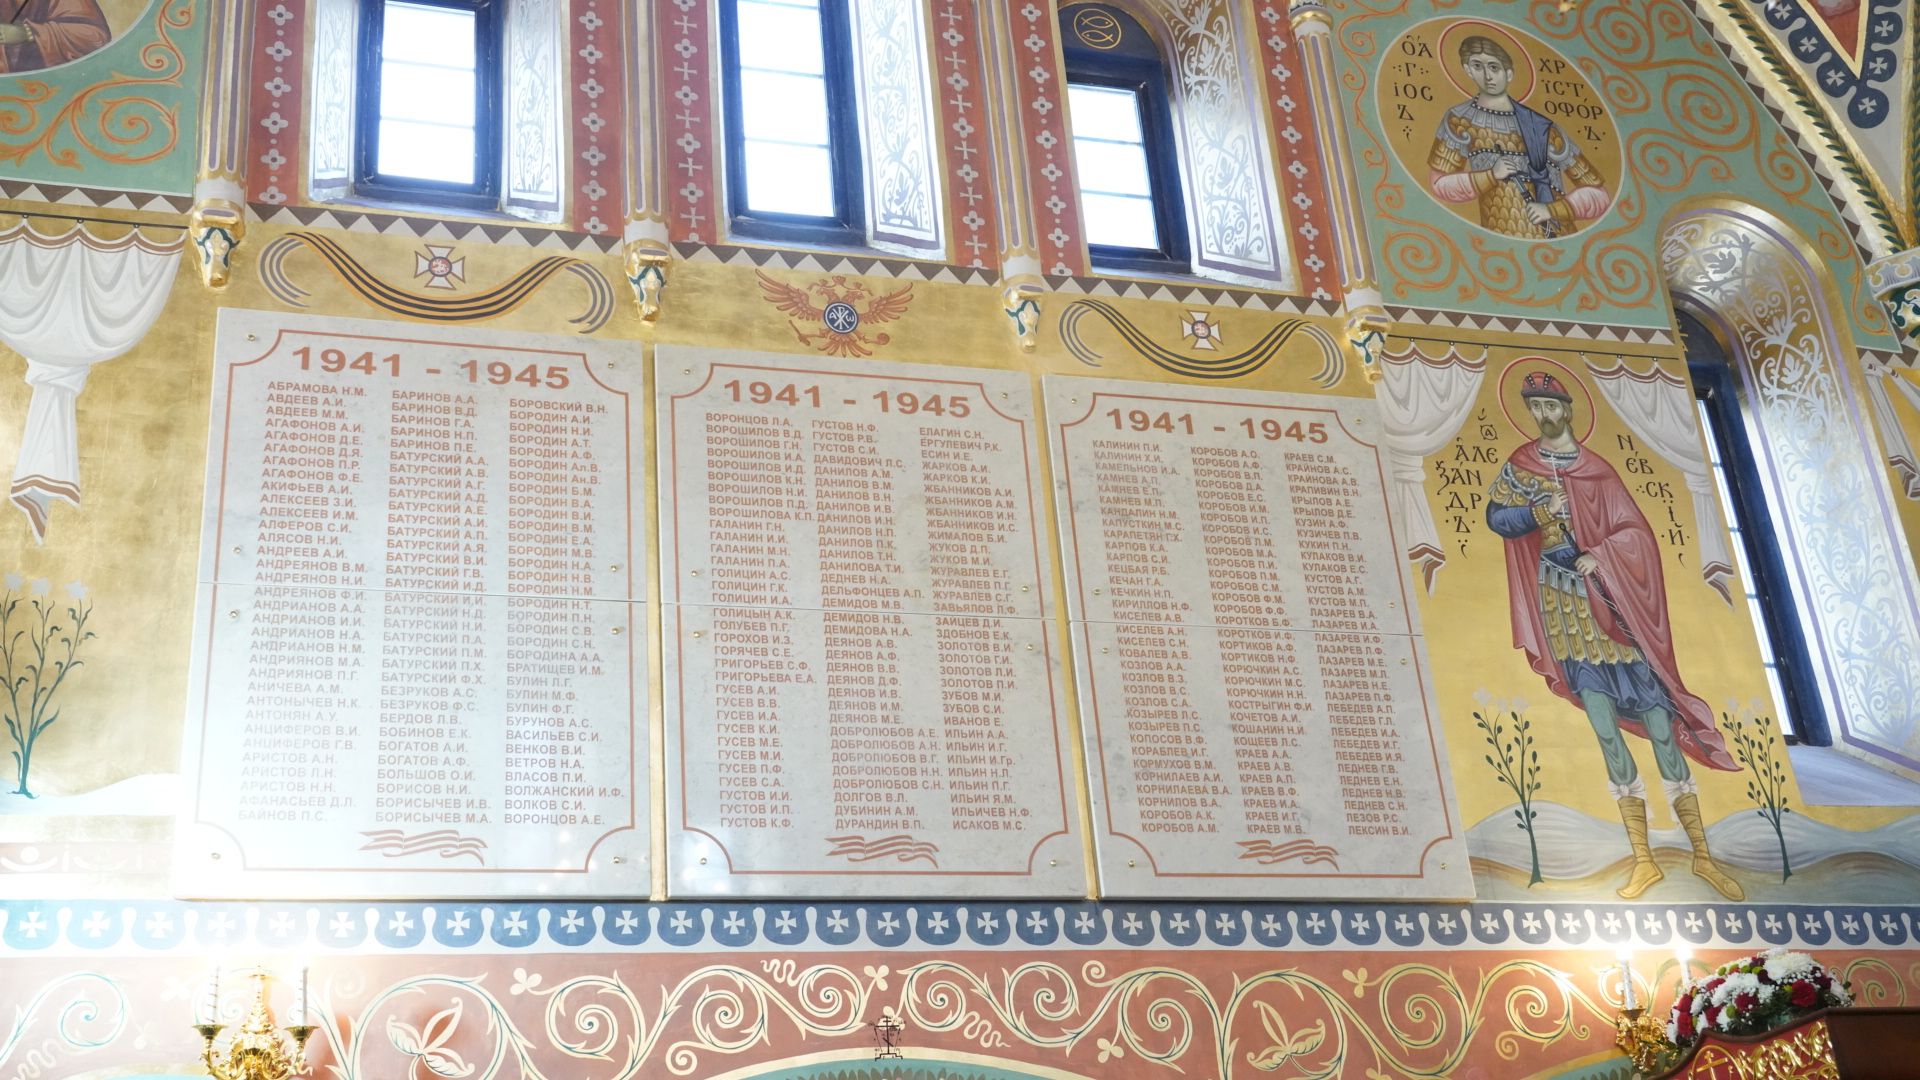 ὉἉ
ΓΙΟС
ΧΡ
ΫСΤ
ΟΦΌΡ
1941 - 1945
АБРАМОВА Н.М.
АВДЕЕВ А.И.
АВДЕЕВ М.М.
АГАФОНОВ А.И.
АГАФОНОВ Д.Е.
АГАФОНОВ Д.Я.
АГАФОНОВ П.Р.
АГАФОНОВ Ф.Е.
АКИФЬЕВ А.И.
АЛЕКСЕЕВ З.И.
АЛЕКСЕЕВ И.М.
АЛФЕРОВ С.И.
АЛЯСОВ Н.И.
АНДРЕЕВ А.И.
АНДРЕЯНОВ В.М.
АНДРЕЯНОВ Н.И.
АНДРЕЯНОВ Ф.И.
АНДРИАНОВ А.А.
АНДРИАНОВ И.И.
АНДРИАНОВ Н.А.
АНДРИАНОВ Н.М.
АНДРИЯНОВ М.А.
АНДРИЯНОВ П.Г.
АНИЧЕВА А.М.
АНТОНЫЧЕВ Н.К.
АНТОНЯН А.У.
АНЦИФЕРОВ В.И.
АНЦИФЕРОВ Г.В.
АРИСТОВ А.Н.
АРИСТОВ Л.Н.
АРИСТОВ Н.Н.
АФАНАСЬЕВ Д.Л.
БАЙНОВ П.С.
БАРИНОВ А.А.
БАРИНОВ В.Д.
БАРИНОВ Г.А.
БАРИНОВ Н.П.
БАРИНОВ П.Е.
БАТУРСКИЙ А.А.
БАТУРСКИЙ А.В.
БАТУРСКИЙ А.Г.
БАТУРСКИЙ А.Д.
БАТУРСКИЙ А.Е.
БАТУРСКИЙ А.И.
БАТУРСКИЙ А.П.
БАТУРСКИЙ А.Я.
БАТУРСКИЙ В.И.
БАТУРСКИЙ Г.В.
БАТУРСКИЙ И.Д.
БАТУРСКИЙ И.И.
БАТУРСКИЙ Н.Д.
БАТУРСКИЙ Н.И.
БАТУРСКИЙ П.А.
БАТУРСКИЙ П.М.
БАТУРСКИЙ П.Х.
БАТУРСКИЙ Ф.Х.
БЕЗРУКОВ А.С.
БЕЗРУКОВ Ф.С.
БЕРДОВ Л.В.
БОБИНОВ Е.К.
БОГАТОВ А.И.
БОГАТОВ А.Ф.
БОЛЬШОВ О.И.
БОРИСОВ Н.И.
БОРИСЫЧЕВ И.В.
БОРИСЫЧЕВ М.А.
БОРОВСКИЙ В.Н.
БОРОДИН А.И.
БОРОДИН Н.И.
БОРОДИН А.Т.
БОРОДИН А.Ф.
БОРОДИН Ал.В.
БОРОДИН Ан.В.
БОРОДИН Б.М.
БОРОДИН В.А.
БОРОДИН В.И.
БОРОДИН В.М.
БОРОДИН Е.А.
БОРОДИН М.В.
БОРОДИН Н.А.
БОРОДИН Н.В.
БОРОДИН Н.М.
БОРОДИН Н.Т.
БОРОДИН П.Н.
БОРОДИН С.В.
БОРОДИН С.Н.
БОРОДИНА А.А.
БРАТИЩЕВ И.М.
БУЛИН Л.Г.
БУЛИН М.Ф.
БУЛИН Ф.Г.
БУРУНОВ А.С.
ВАСИЛЬЕВ С.И.
ВЕНКОВ В.И.
ВЕТРОВ Н.А.
ВЛАСОВ П.И.
ВОЛЖАНСКИЙ И.Ф.
ВОЛКОВ С.И.
ВОРОНЦОВ А.Е.
1941 - 1945
ВОРОНЦОВ Л.А.
ВОРОШИЛОВ В.Д.
ВОРОШИЛОВ Г.Н.
ВОРОШИЛОВ И.А.
ВОРОШИЛОВ И.Д.
ВОРОШИЛОВ К.Н.
ВОРОШИЛОВ Н.И.
ВОРОШИЛОВ П.Д.
ВОРОШИЛОВА К.П.
ГАЛАНИН Г.Н.
ГАЛАНИН И.И.
ГАЛАНИН М.Н.
ГАЛАНИН П.А.
ГОЛИЦИН А.С.
ГОЛИЦИН Г.К.
ГОЛИЦИН И.А.
ГОЛИЦЫН А.К.
ГОЛУБЕВ П.Г.
ГОРОХОВ И.З.
ГОРЯЧЕВ С.Е.
ГРИГОРЬЕВ С.Ф.
ГРИГОРЬЕВА Е.А.
ГУСЕВ А.И.
ГУСЕВ В.В.
ГУСЕВ И.А.
ГУСЕВ К.И.
ГУСЕВ М.Е.
ГУСЕВ М.И.
ГУСЕВ П.Ф.
ГУСЕВ С.А.
ГУСТОВ И.И.
ГУСТОВ И.П.
ГУСТОВ К.Ф.
ГУСТОВ Н.Ф.
ГУСТОВ Р.В.
ГУСТОВ С.И.
ДАВИДОВИЧ Л.С.
ДАНИЛОВ А.М.
ДАНИЛОВ В.М.
ДАНИЛОВ В.Н.
ДАНИЛОВ И.В.
ДАНИЛОВ И.Н.
ДАНИЛОВ Н.П.
ДАНИЛОВ П.К.
ДАНИЛОВ Т.Н.
ДАНИЛОВА Т.И.
ДЕДНЕВ Н.А.
ДЕЛЬФОНЦЕВ А.П.
ДЕМИДОВ М.В.
ДЕМИДОВ Н.В.
ДЕМИДОВА Н.А.
ДЕЯНОВ А.В.
ДЕЯНОВ А.Ф.
ДЕЯНОВ В.В.
ДЕЯНОВ Д.Ф.
ДЕЯНОВ И.В.
ДЕЯНОВ И.М.
ДЕЯНОВ М.Е.
ДОБРОЛЮБОВ А.Е.
ДОБРОЛЮБОВ А.Н.
ДОБРОЛЮБОВ В.Г.
ДОБРОЛЮБОВ Н.Н.
ДОБРОЛЮБОВ С.Н.
ДОЛГОВ В.Л.
ДУБИНИН А.М.
ДУРАНДИН В.П.
ЕЛАГИН С.Н.
ЕРГУЛЕВИЧ Р.К.
ЕСИН И.Е.
ЖАРКОВ А.И.
ЖАРКОВ К.И.
ЖБАННИКОВ А.И.
ЖБАННИКОВ А.М.
ЖБАННИКОВ И.Н.
ЖБАННИКОВ И.С.
ЖИМАЛОВ Б.И.
ЖУКОВ Д.П.
ЖУКОВ М.И.
ЖУРАВЛЕВ Е.Г.
ЖУРАВЛЕВ П.С.
ЖУРАВЛЕВ С.Г.
ЗАВЬЯЛОВ П.Ф.
ЗАЙЦЕВ Д.И.
ЗДОБНОВ Е.К.
ЗОЛОТОВ В.И.
ЗОЛОТОВ Г.И.
ЗОЛОТОВ Л.И.
ЗОЛОТОВ П.И.
ЗУБОВ М.И.
ЗУБОВ С.И.
ИВАНОВ Е.
ИЛЬИН А.А.
ИЛЬИН И.Г.
ИЛЬИН И.Гр.
ИЛЬИН Н.П.
ИЛЬИН П.Г.
ИЛЬИН Я.М.
ИЛЬИЧЕВ Н.Ф.
ИСАКОВ М.С.
1941 - 1945
КАЛИНИН П.И.
КАЛИНИН Х.И.
КАМЕЛЬНОВ И.А.
КАМНЕВ А.П.
КАМНЕВ Е.П.
КАМНЕВ М.П.
КАНДАЛИН Н.М.
КАПУСТКИН М.С.
КАРАПЕТЯН Г.Х.
КАРПОВ К.А.
КАРПОВ С.И.
КЕЦБАЯ Р.Б.
КЕЧАН Г.А.
КЕЧКИН Н.П.
КИРИЛЛОВ Н.Ф.
КИСЕЛЕВ А.В.
КИСЕЛЕВ А.Н.
КИСЕЛЕВ С.Н.
КОВАЛЕВ А.В.
КОЗЛОВ А.А.
КОЗЛОВ В.З.
КОЗЛОВ В.С.
КОЗЛОВ С.А.
КОЗЫРЕВ Л.С.
КОЗЫРЕВ П.С.
КОЛОСОВ В.Ф.
КОРАБЛЕВ И.Г.
КОРМУХОВ В.М.
КОРНИЛАЕВ А.И.
КОРНИЛАЕВА В.А.
КОРНИЛОВ В.А.
КОРОБОВ А.К.
КОРОБОВ А.М.
КОРОБОВ А.О.
КОРОБОВ А.Ф.
КОРОБОВ В.П.
КОРОБОВ Д.А.
КОРОБОВ Е.С.
КОРОБОВ И.М.
КОРОБОВ И.П.
КОРОБОВ И.С.
КОРОБОВ Л.М.
КОРОБОВ М.А.
КОРОБОВ П.И.
КОРОБОВ П.М.
КОРОБОВ С.М.
КОРОБОВ Ф.М.
КОРОБОВ Ф.Ф.
КОРОТКОВ Б.Ф.
КОРОТКОВ И.Ф.
КОРТИКОВ А.Ф.
КОРТИКОВ Н.Ф.
КОРЮЧКИН А.С.
КОРЮЧКИН М.С.
КОРЮЧКИН Н.Н.
КОСТРЫГИН Ф.И.
КОЧЕТОВ А.И.
КОШАНИН Н.И.
КОЩЕЕВ Л.С.
КРАЕВ А.А.
КРАЕВ А.В.
КРАЕВ А.П.
КРАЕВ В.Ф.
КРАЕВ И.А.
КРАЕВ И.Г.
КРАЕВ М.В.
КРАЕВ С.М.
КРАЙНОВ А.С.
КРАЙНОВА А.В.
КРАПИВИН В.Н.
КРЫЛОВ А.Е.
КРЫЛОВ Д.Е.
КУЗИН А.Ф.
КУЗИЧЕВ П.В.
КУКИН П.Н.
КУЛАКОВ В.И.
КУЛАКОВ Е.С.
КУСТОВ А.Г.
КУСТОВ А.М.
КУСТОВ М.П.
ЛАЗАРЕВ В.А.
ЛАЗАРЕВ И.А.
ЛАЗАРЕВ И.Ф.
ЛАЗАРЕВ Л.Ф.
ЛАЗАРЕВ М.Е.
ЛАЗАРЕВ М.Л.
ЛАЗАРЕВ Н.Е.
ЛАЗАРЕВ П.Ф.
ЛЕБЕДЕВ А.П.
ЛЕБЕДЕВ Г.Л.
ЛЕБЕДЕВ И.А.
ЛЕБЕДЕВ И.Г.
ЛЕБЕДЕВ И.Я.
ЛЕДНЕВ Г.В.
ЛЕДНЕВ Е.Н.
ЛЕДНЕВ Н.В.
ЛЕДНЕВ С.Н.
ЛЕЗОВ Р.С.
ЛЕКСИН В.И.
А҆ЛЕ
ѮА́Н
ДРЪ
Н
Е́В
СК
І́Й